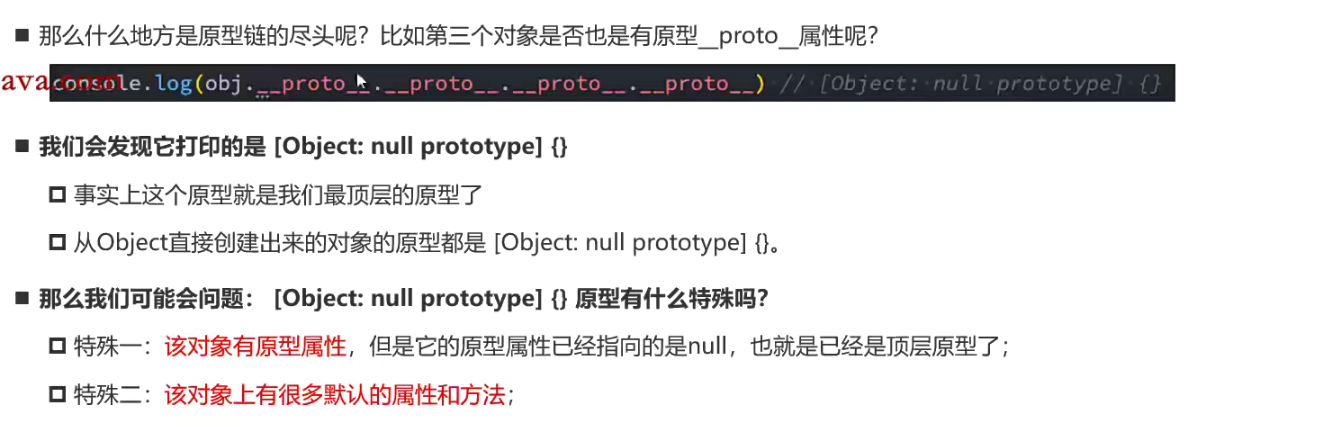 那么什么地方是原型链的尽头呢？比如第三个对象是否也是有原型__proto__属性呢？
console.log(obj.__proto__.__proto__.__proto__.__proto__) // [Object: null prototype] {}
ava.com
我们会发现它打印的是 [Object: null prototype] {}
事实上这个原型就是我们最顶层的原型了
从Object直接创建出来的对象的原型都是 [Object: null prototype] {}。
那么我们可能会问题： [Object: null prototype] {} 原型有什么特殊吗？
特殊一：该对象有原型属性，但是它的原型属性已经指向的是null，也就是已经是顶层原型了；
特殊二：该对象上有很多默认的属性和方法；